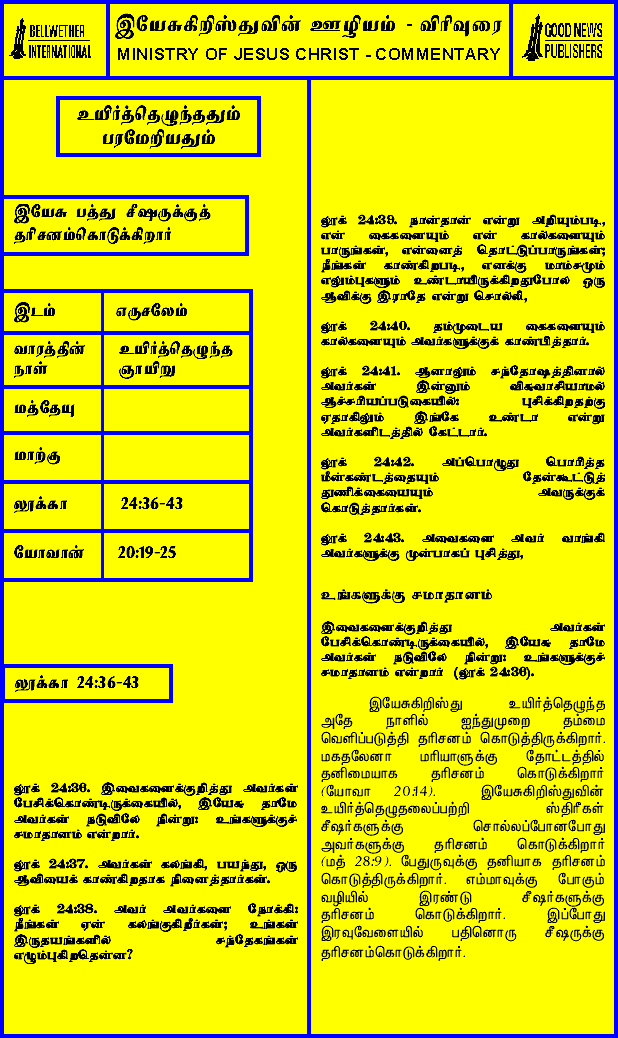 BELLWETHER
INTERNATIONAL
இயேசுகிறிஸ்துவின் ஊழியம் - விரிவுரை
MINISTRY OF JESUS CHRIST - COMMENTARY
GOOD NEWS
PUBLISHERS
உயிர்த்தெழுந்ததும்
பரமேறியதும்
இயேசு பத்து சீஷருக்குத்
தரிசனம்கொடுக்கிறார்
இடம் எருசலேம்
வாரத்தின் உயிர்த்தெழுந்த
நாள் ஞாயிறு
மத்தேயு
மாற்கு
லூக்கா 24:36-43
யோவான் 20:19-25
லூக்கா 24:36-43
லூக் 24:36. இவைகளைக்குறித்து அவர்கள்
பேசிக்கொண்டிருக்கையில், இயேசு தாமே
அவர்கள் நடுவிலே நின்று: உங்களுக்குச்
சமாதானம் என்றார்.
லூக் 24:37. அவர்கள் கலங்கி, பயந்து, ஒரு
ஆவியைக் காண்கிறதாக நினைத்தார்கள்.
லூக் 24:38. அவர் அவர்களை நோக்கி:
நீங்கள் ஏன் கலங்குகிறீர்கள்; உங்கள்
இருதயங்களில் சந்தேகங்கள்
எழும்புகிறதென்ன?
லூக் 24:39. நான்தான் என்று அறியும்படி,
என் கைகளையும் என் கால்களையும்
பாருங்கள், என்னைத் தொட்டுப்பாருங்கள்;
நீங்கள் காண்கிறபடி, எனக்கு மாம்சமும்
எலும்புகளும் உண்டாயிருக்கிறதுபோல் ஒரு
ஆவிக்கு இராதே என்று சொல்லி,
லூக் 24:40. தம்முடைய கைகளையும்
கால்களையும் அவர்களுக்குக் காண்பித்தார்.
லூக் 24:41. ஆனாலும் சந்தோஷத்தினால்
அவர்கள் இன்னும் விசுவாசியாமல்
ஆச்சரியப்படுகையில்: புசிக்கிறதற்கு
ஏதாகிலும் இங்கே உண்டா என்று
அவர்களிடத்தில் கேட்டார்.
லூக் 24:42. அப்பொழுது பொரித்த
மீன்கண்டத்தையும் தேன்கூட்டுத்
துணிக்கையையும் அவருக்குக்
கொடுத்தார்கள்.
லூக் 24:43. அவைகளை அவர் வாங்கி
அவர்களுக்கு முன்பாகப் புசித்து,
உங்களுக்கு சமாதானம்
இவைகளைக்குறித்து அவர்கள்
பேசிக்கொண்டிருக்கையில், இயேசு தாமே
அவர்கள் நடுவிலே நின்று: உங்களுக்குச்
சமாதானம் என்றார் (லூக் 24:36).
இயேசுகிறிஸ்து உயிர்த்தெழுந்த
அதே நாளில் ஐந்துமுறை தம்மை
வெளிப்படுத்தி தரிசனம் கொடுத்திருக்கிறார்.
மகதலேனா மரியாளுக்கு தோட்டத்தில்
தனிமையாக தரிசனம் கொடுக்கிறார்
(யோவா 20:14). இயேசுகிறிஸ்துவின்
உயிர்த்தெழுதலைப்பற்றி ஸ்திரீகள்
சீஷர்களுக்கு சொல்லப்போனபோது
அவர்களுக்கு தரிசனம் கொடுக்கிறார்
(மத் 28:9). பேதுருவுக்கு தனியாக தரிசனம்
கொடுத்திருக்கிறார். எம்மாவுக்கு போகும்
வழியில் இரண்டு சீஷர்களுக்கு
தரிசனம் கொடுக்கிறார். இப்போது
இரவுவேளையில் பதினொரு சீஷருக்கு
தரிசனம்கொடுக்கிறார்.